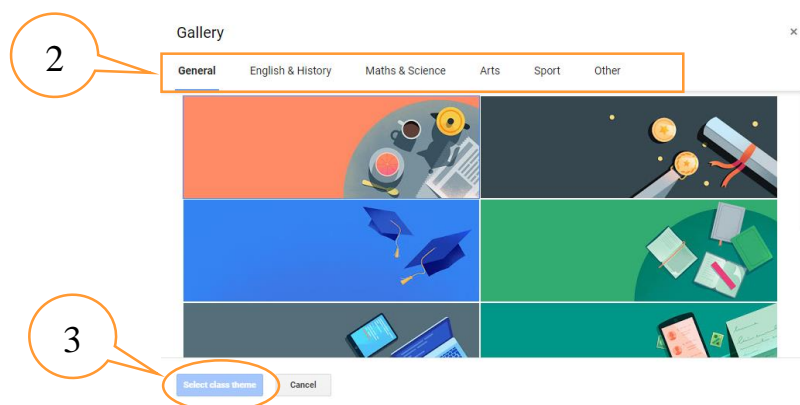 Gallery
×
2
General English & History Maths & Science Arts Sport Other
3
Select class theme Cancel